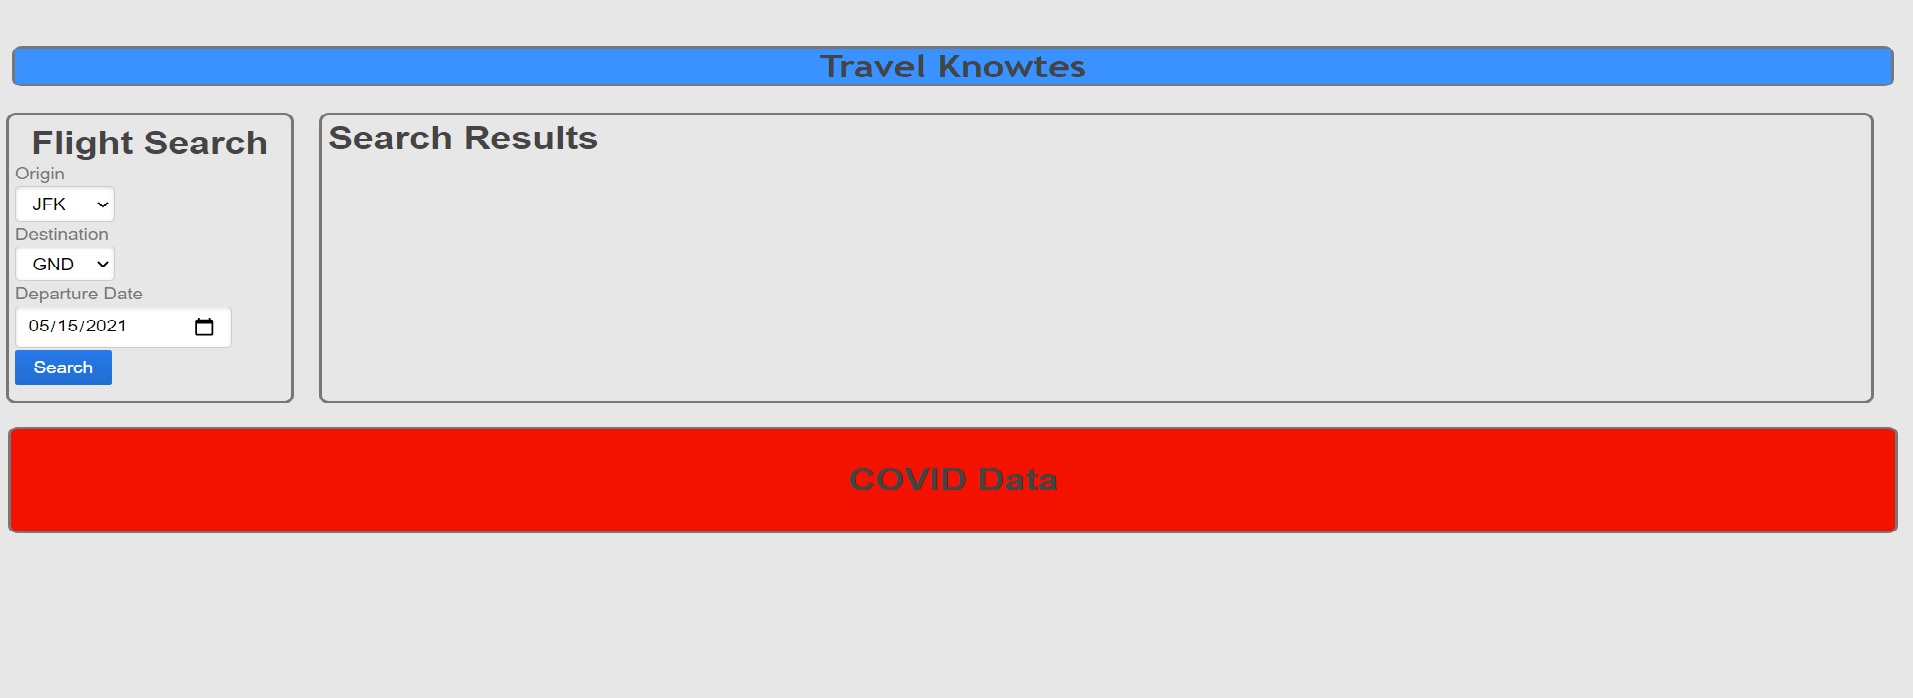 Travel Knowtes
Flight Search
Origin
JFK
Destination
GND
Departure Date
05/15/2021
Search
Search Results
COVID Data